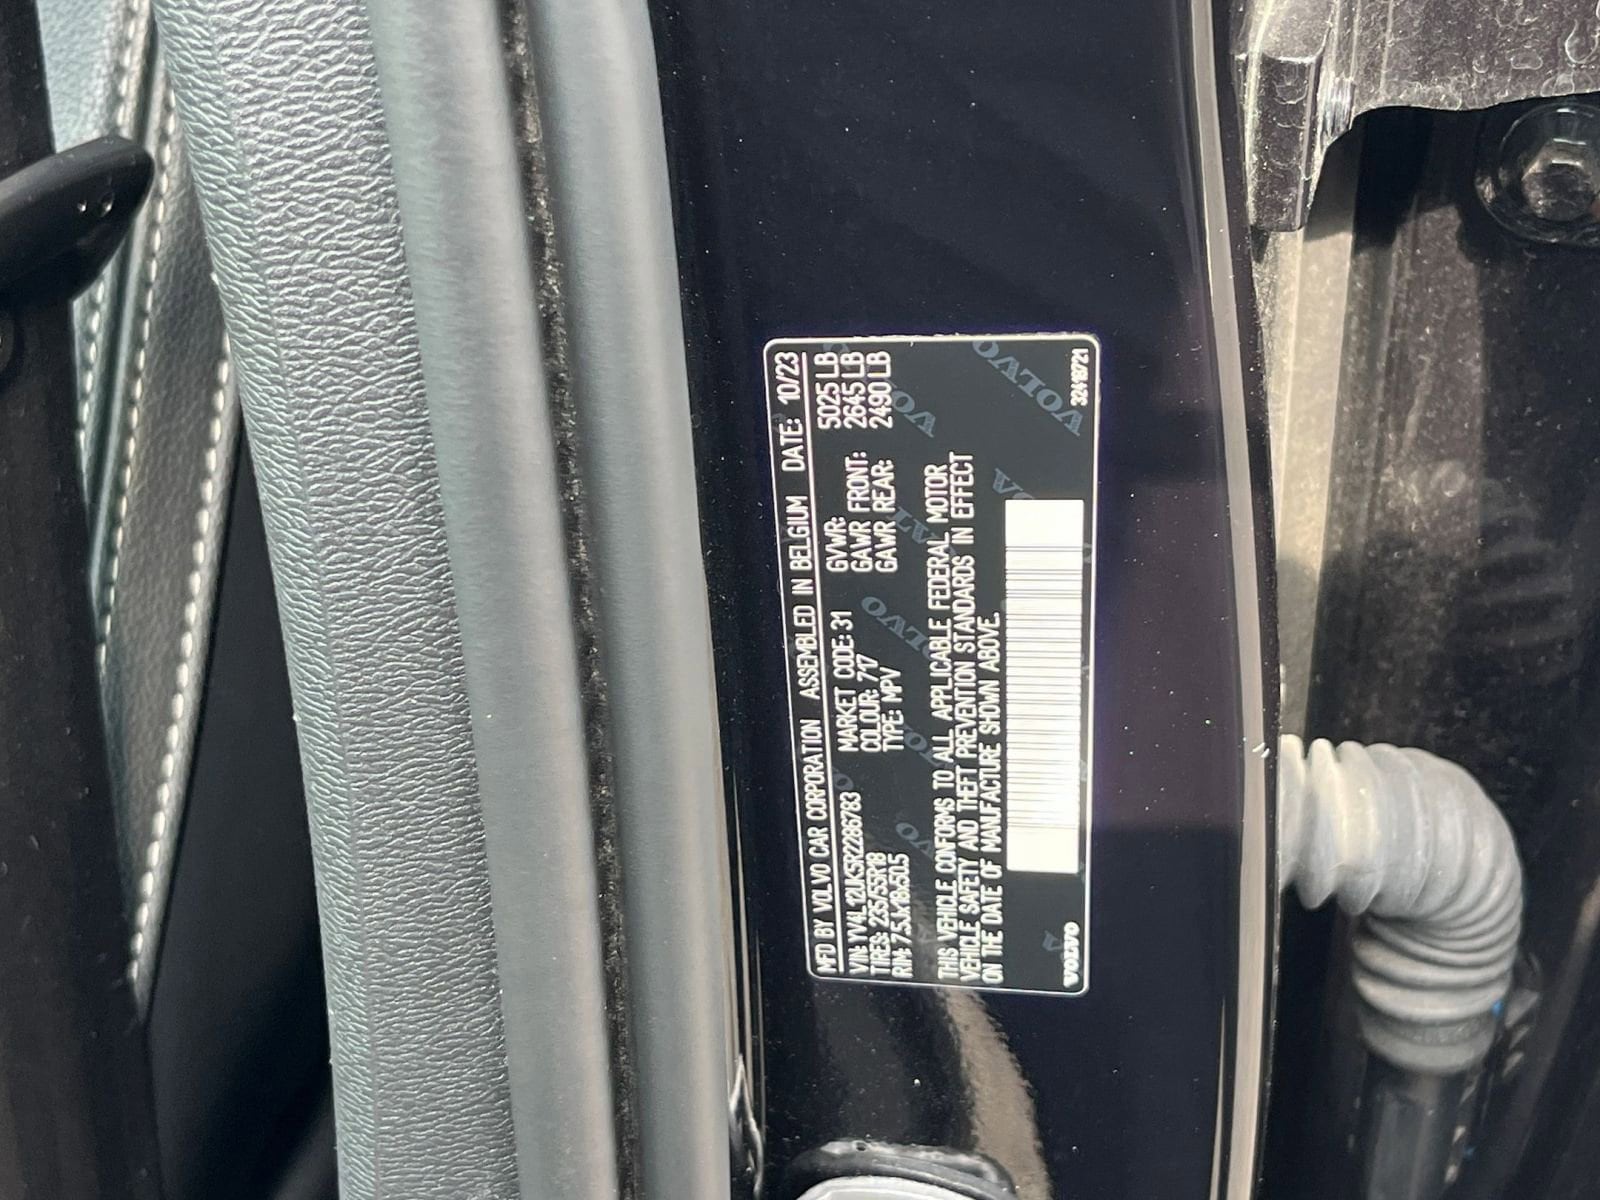 MFD BY VOLVO CAR CORPORATION ASSEMBLED IN BELGIUM DATE: 10/23
VIN: YV4L12UK5R2286783 MARKET CODE: 31 GVWR: 5025 LB
TIRES: 235/55R18 COLOUR: 717 GAWR FRONT: 2645 LB
RIM: 7.5Jx18x50.5 TYPE: MPV GAWR REAR: 2490 LB
THIS VEHICLE CONFORMS TO ALL APPLICABLE FEDERAL MOTOR
VEHICLE SAFETY AND THEFT PREVENTION STANDARDS IN EFFECT
ON THE DATE OF MANUFACTURE SHOWN ABOVE.
VOLVO 32419721